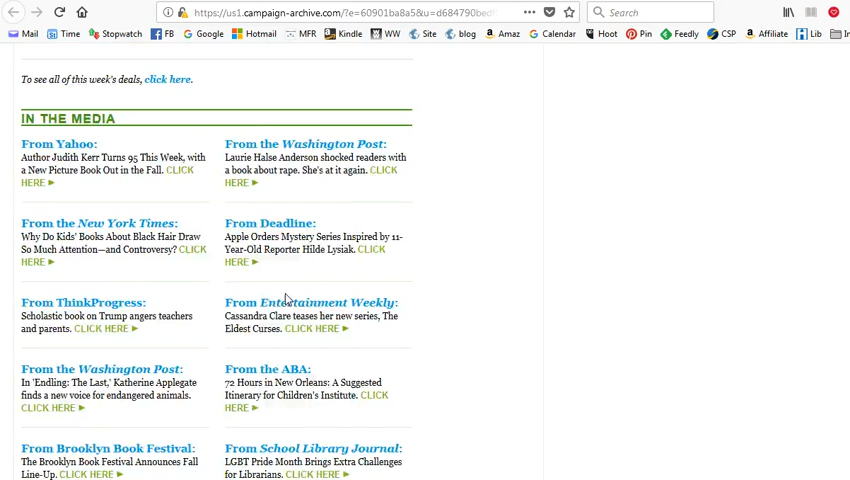 https://us1.campaign-archive.com/?e=60901ba8a5&u=d684790bed
Search
Mail
Time
Stopwatch
FB
Google
Hotmail
MFR
Kindle
WW
Site
blog
Amaz
Calendar
Hoot
Pin
Feedly
CSP
Affiliate
Lib
In
To see all of this week's deals, click here.
IN THE MEDIA
From Yahoo:
Author Judith Kerr Turns 95 This Week, with
a New Picture Book Out in the Fall. CLICK
HERE ►
From the Washington Post:
Laurie Halse Anderson shocked readers with
a book about rape. She's at it again. CLICK
HERE ►
From the New York Times:
Why Do Kids' Books About Black Hair Draw
So Much Attention—and Controversy? CLICK
HERE ►
From Deadline:
Apple Orders Mystery Series Inspired by 11-
Year-Old Reporter Hilde Lysiak. CLICK
HERE ►
From ThinkProgress:
Scholastic book on Trump angers teachers
and parents. CLICK HERE ►
From Entertainment Weekly:
Cassandra Clare teases her new series, The
Eldest Curses. CLICK HERE ►
From the Washington Post:
In 'Endling: The Last,' Katherine Applegate
finds a new voice for endangered animals.
CLICK HERE ►
From the ABA:
72 Hours in New Orleans: A Suggested
Itinerary for Children's Institute. CLICK
HERE ►
From Brooklyn Book Festival:
The Brooklyn Book Festival Announces Fall
Line-Up. CLICK HERE ►
From School Library Journal:
LGBT Pride Month Brings Extra Challenges
for Librarians. CLICK HERE ►